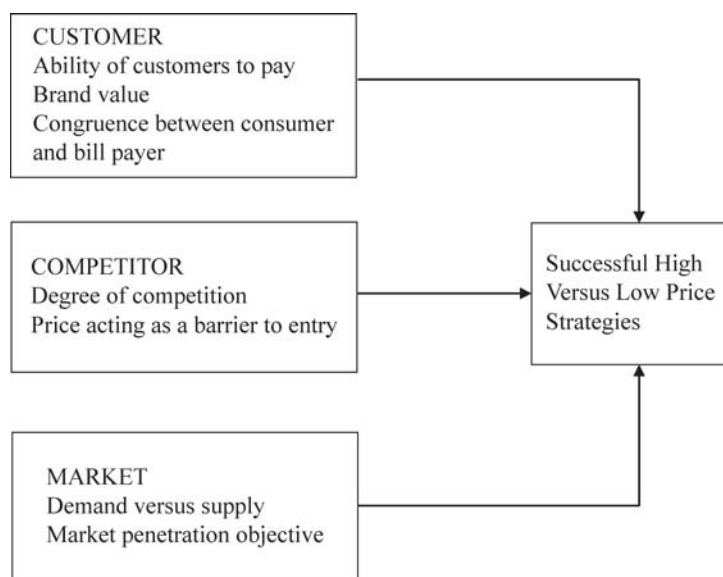 CUSTOMER
Ability of customers to pay
Brand value
Congruence between consumer
and bill payer
COMPETITOR
Degree of competition
Price acting as a barrier to entry
Successful High
Versus Low Price
Strategies
MARKET
Demand versus supply
Market penetration objective